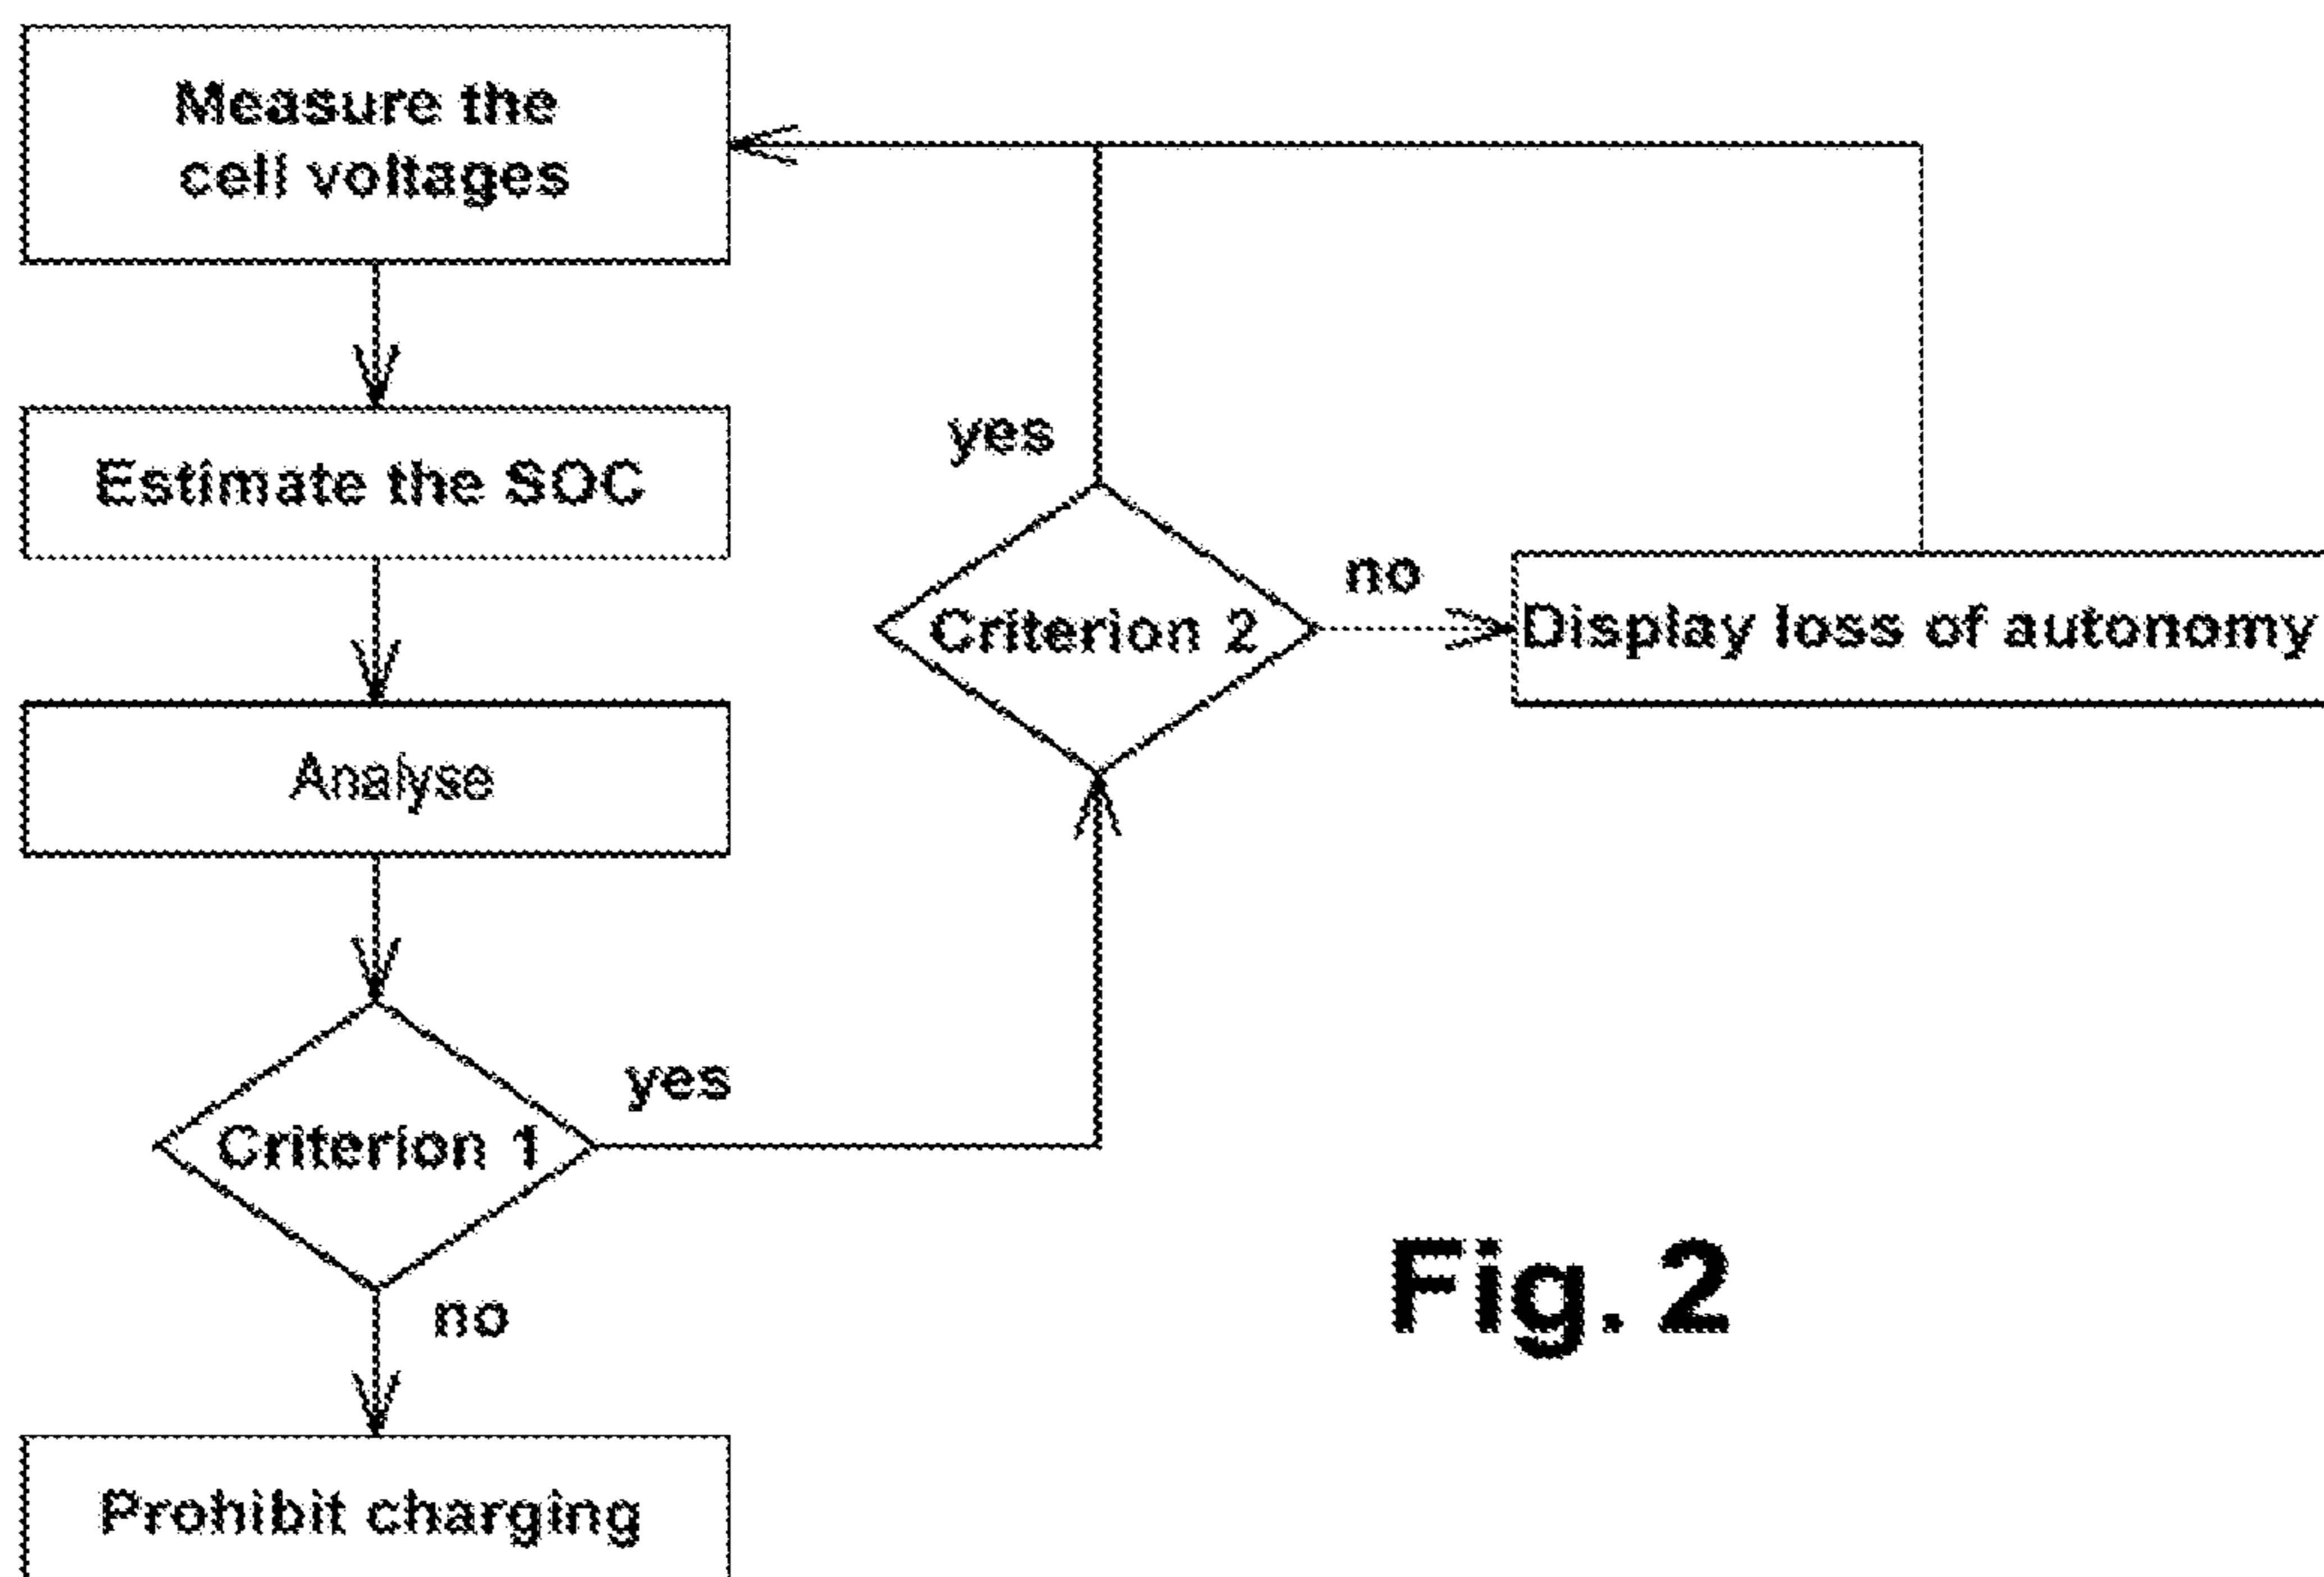 Measure the
cell voltages
Estimate the SOC
Analyse
Criterion 1
yes
no
Prohibit charging
yes
Criterion 2
no
Display loss of autonomy
Fig. 2